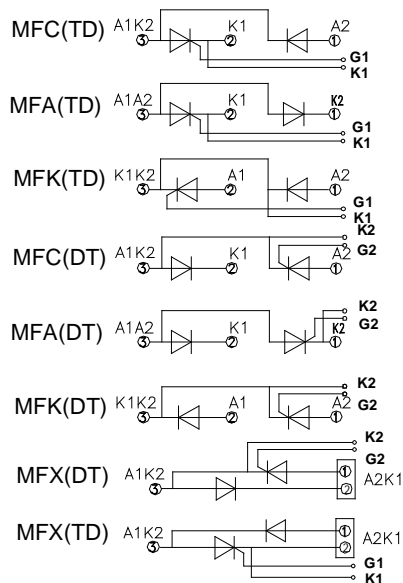 MFC(TD) A1K2 3 K1 2 A2 1
G1
K1
MFA(TD) A1A2 3 K1 2 K2 1
G1
K1
MFK(TD) K1K2 3 A1 2 A2 1
G1
K1
MFC(DT) A1K2 3 K1 2 A2 1
K2
G2
MFA(DT) A1A2 3 K1 2 K2 1
K2
G2
MFK(DT) K1K2 3 A1 2 A2 1
K2
G2
MFX(DT) A1K2 3 1 2 A2K1
K2
G2
MFX(TD) A1K2 3 1 2 A2K1
G1
K1